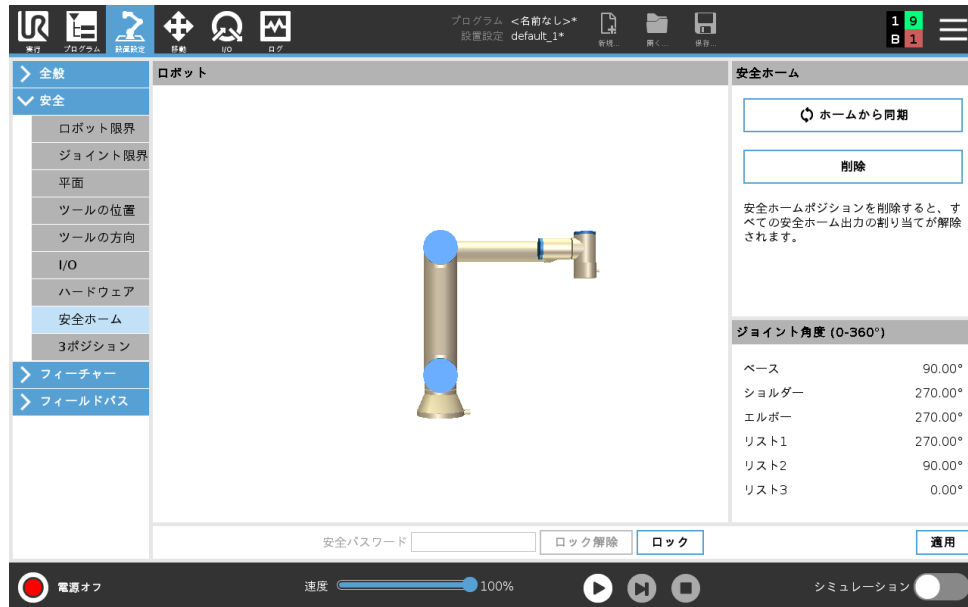 プログラム <名前なし>*
設置設定 default_1*
1 9
B 1
実行 プログラム 設置設定 移動 I/O ログ 新規... 開く... 保存...
全般
安全
ロボット限界
ジョイント限界
平面
ツールの位置
ツールの方向
I/O
ハードウェア
安全ホーム
3ポジション
フィーチャー
フィールドバス
ロボット
安全ホーム
ホームから同期
削除
安全ホームポジションを削除すると、す
べての安全ホーム出力の割り当てが解除
されます。
ジョイント角度 (0-360°)
ベース 90.00°
ショルダー 270.00°
エルボー 270.00°
リスト1 270.00°
リスト2 90.00°
リスト3 0.00°
安全パスワード ロック解除 ロック 適用
電源オフ 速度 100% シミュレーション